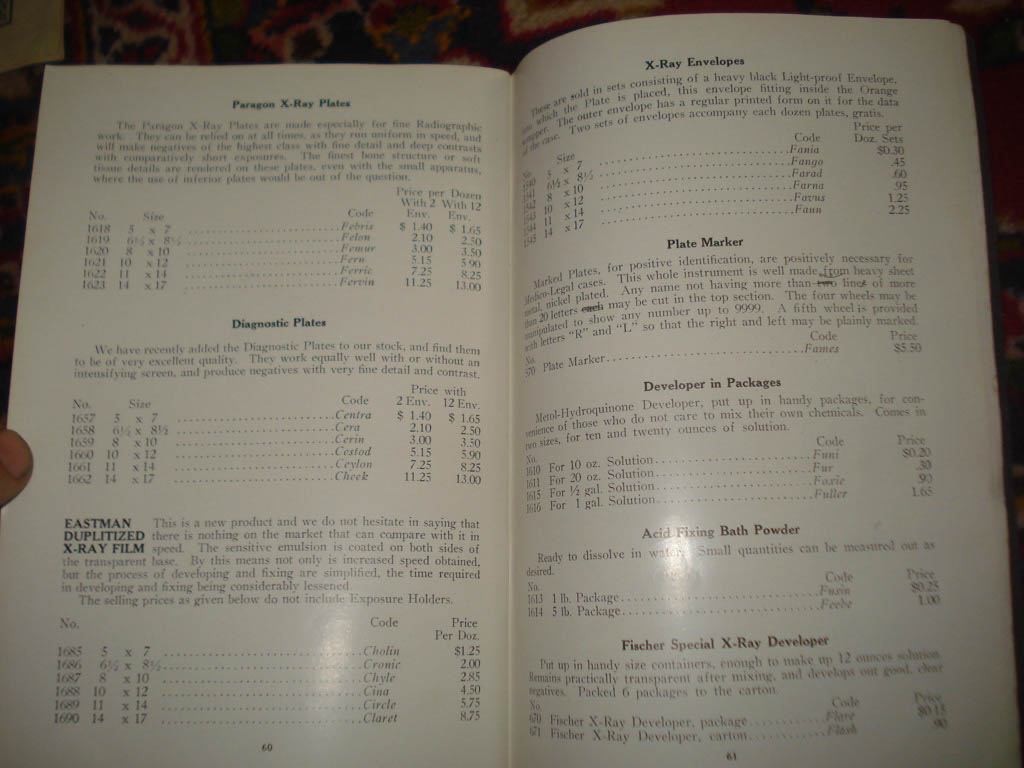 Paragon X-Ray Plates
The Paragon X-Ray Plates are made especially for fine Radiographic
work. They can be relied on at all times, as they run uniform in speed, and
will make negatives of the highest class with fine detail and deep contrasts
with comparatively short exposures. The finest bone structure or soft
tissue details are rendered on these plates, even with the small apparatus,
where the use of inferior plates would be out of the question.
Price per Dozen
With 2 With 12
No. Size Code Env. Env.
1618 5 x 7 Febris $ 1.40 $ 1.65
1619 6½ x 8½ Felon 2.10 2.50
1620 8 x 10 Femur 3.00 3.50
1621 10 x 12 Fern 5.15 5.90
1622 11 x 14 Ferric 7.25 8.25
1623 14 x 17 Fervin 11.25 13.00
Diagnostic Plates
We have recently added the Diagnostic Plates to our stock, and find them
to be of very excellent quality. They work equally well with or without an
intensifying screen, and produce negatives with very fine detail and contrast.
Price with
No. Size Code 2 Env. 12 Env.
1657 5 x 7 Centra $ 1.40 $ 1.65
1658 6½ x 8½ Cera 2.10 2.50
1659 8 x 10 Cerin 3.00 3.50
1660 10 x 12 Cestod 5.15 5.90
1661 11 x 14 Ceylon 7.25 8.25
1662 14 x 17 Cheek 11.25 13.00
EASTMAN This is a new product and we do not hesitate in saying that
DUPLITIZED there is nothing on the market that can compare with it in
X-RAY FILM speed. The sensitive emulsion is coated on both sides of
the transparent base. By this means not only is increased speed obtained,
but the process of developing and fixing are simplified, the time required
in developing and fixing being considerably lessened.
The selling prices as given below do not include Exposure Holders.
No. Code Price
Per Doz.
1685 5 x 7 Cholin $1.25
1686 6½ x 8½ Cronic 2.00
1687 8 x 10 Chyle 2.85
1688 10 x 12 Cina 4.50
1689 11 x 14 Circle 5.75
1690 14 x 17 Claret 8.75
60
X-Ray Envelopes
These are sold in sets consisting of a heavy black Light-proof Envelope,
into which the Plate is placed, this envelope fitting inside the Orange
wrapper. The outer envelope has a regular printed form on it for the data
of the case. Two sets of envelopes accompany each dozen plates, gratis.
Price per
No. Size Code Doz. Sets
1540 5 x 7 Fania $0.30
1541 6½ x 8½ Fango .45
1542 8 x 10 Farad .60
1543 10 x 12 Farna .95
1544 11 x 14 Favus 1.25
1545 14 x 17 Faun 2.25
Plate Marker
Marked Plates, for positive identification, are positively necessary for
Medico-Legal cases. This whole instrument is well made from heavy sheet
metal, nickel plated. Any name not having more than two lines of more
than 20 letters each may be cut in the top section. The four wheels may be
manipulated to show any number up to 9999. A fifth wheel is provided
with letters "R" and "L" so that the right and left may be plainly marked.
No. Code Price
570 Plate Marker Fames $5.50
Developer in Packages
Metol-Hydroquinone Developer, put up in handy packages, for con-
venience of those who do not care to mix their own chemicals. Comes in
two sizes, for ten and twenty ounces of solution.
No. Code Price
1610 For 10 oz. Solution Funi $0.20
1611 For 20 oz. Solution Fur .30
1615 For ½ gal. Solution Foxie .90
1616 For 1 gal. Solution Fuller 1.65
Acid Fixing Bath Powder
Ready to dissolve in water. Small quantities can be measured out as
desired.
No. Code Price
1613 1 lb. Package Fusin $0.25
1614 5 lb. Package Feebe 1.00
Fischer Special X-Ray Developer
Put up in handy size containers, enough to make up 12 ounces solution.
Remains practically transparent after mixing, and develops out good, clear
negatives. Packed 6 packages to the carton.
No. Code Price
670 Fischer X-Ray Developer, package Flore $0.15
671 Fischer X-Ray Developer, carton Flash .90
61